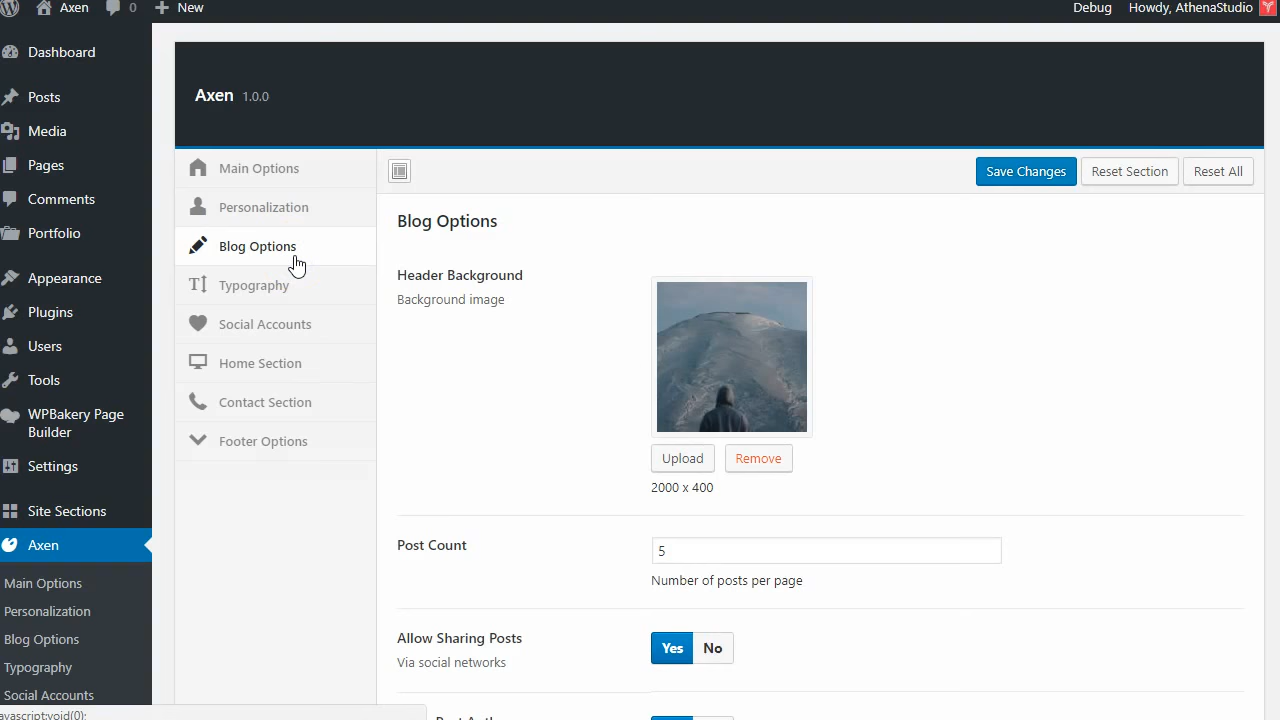 Axen
0
New
Debug
Howdy, AthenaStudio
Dashboard
Posts
Media
Pages
Comments
Portfolio
Appearance
Plugins
Users
Tools
WPBakery Page
Builder
Settings
Site Sections
Axen
Main Options
Personalization
Blog Options
Typography
Social Accounts
avascript:void(0);
Axen 1.0.0
Main Options
Personalization
Blog Options
Typography
Social Accounts
Home Section
Contact Section
Footer Options
Save Changes
Reset Section
Reset All
Blog Options
Header Background
Background image
Upload
Remove
2000 x 400
Post Count
5
Number of posts per page
Allow Sharing Posts
Via social networks
Yes
No